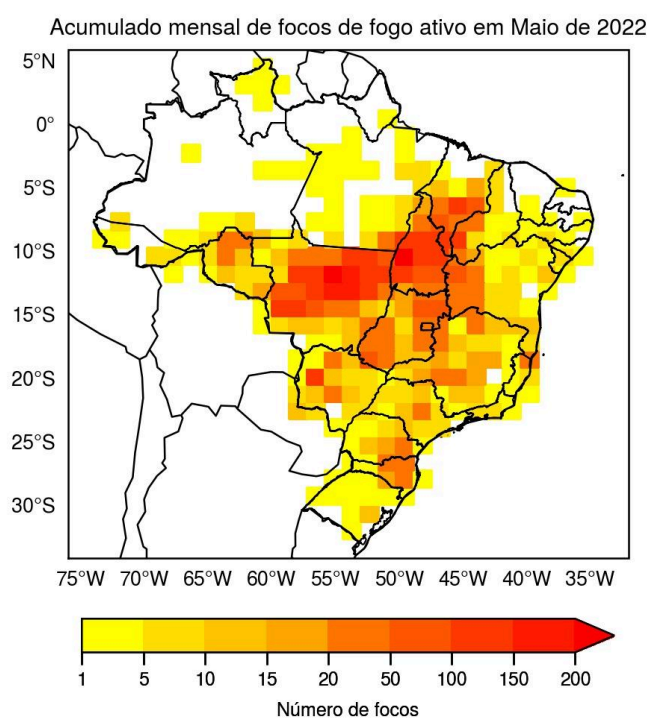 Acumulado mensal de focos de fogo ativo em Maio de 2022
5°N
0°
5°S
10°S
15°S
20°S
25°S
30°S
75°W 70°W 65°W 60°W 55°W 50°W 45°W 40°W 35°W
1 5 10 15 20 50 100 150 200
Número de focos